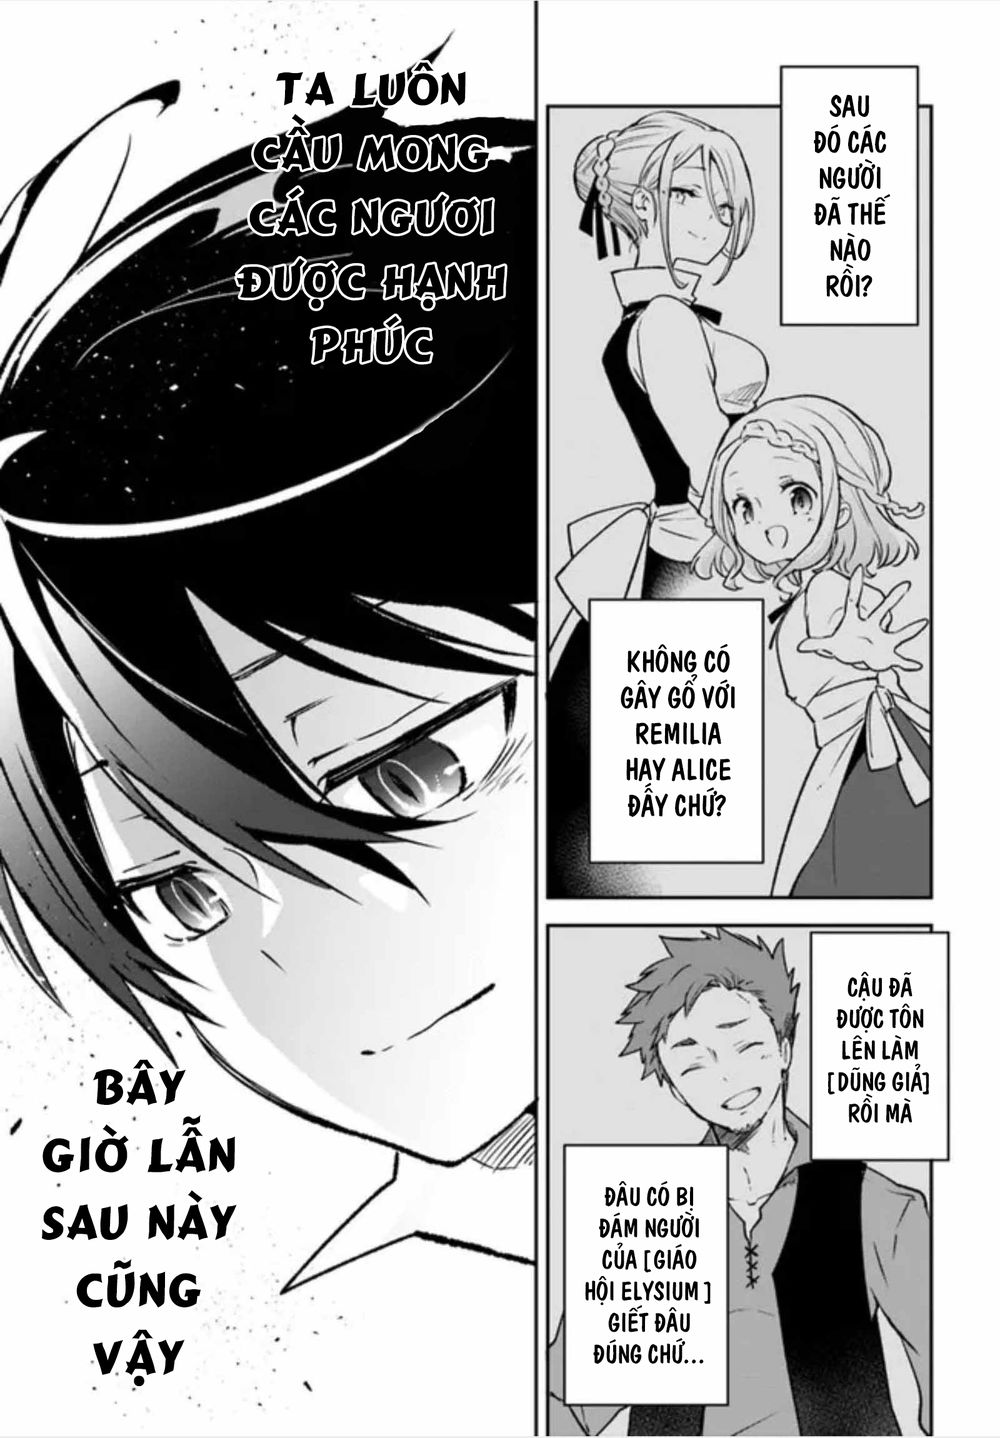 SAU
ĐÓ CÁC
NGƯỜI
ĐÃ THẾ
NÀO
RỒI?
KHÔNG CÓ
GÂY GỔ VỚI
REMILIA
HAY ALICE
ĐẤY CHỨ?
CẬU ĐÃ
ĐƯỢC TÔN
LÊN LÀM
[DŨNG GIẢ]
RỒI MÀ
ĐÂU CÓ BỊ
ĐÁM NGƯỜI
CỦA [GIÁO
HỘI ELYSIUM ]
GIẾT ĐÂU
ĐÚNG CHỨ...
TA LUÔN
CẦU MONG
CÁC NGƯƠI
ĐƯỢC HẠNH
PHÚC
BÂY
GIỜ LẪN
SAU NÀY
CŨNG
VẬY